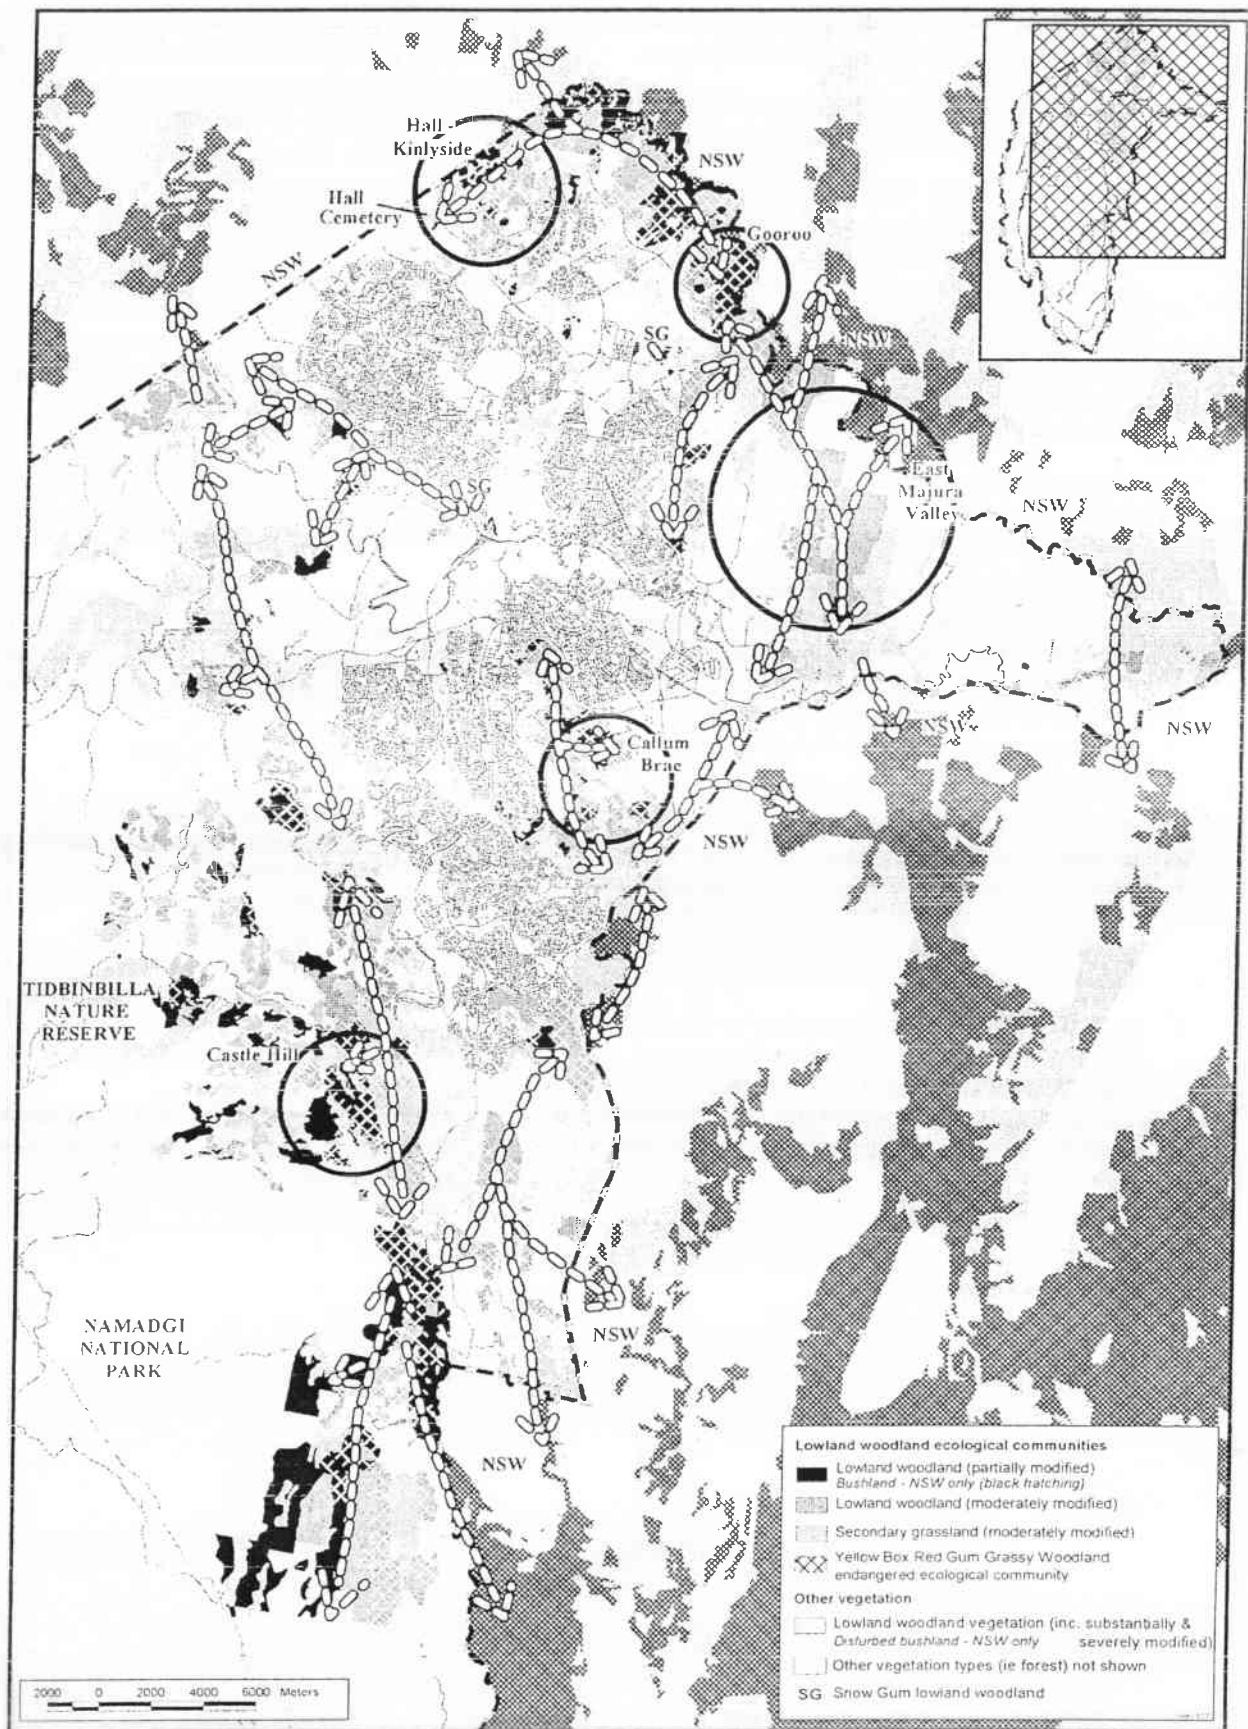 Hall -
Kinlyside
NSW
Hall
Cemetery
Gooroo
NSW
SG
NSW
East
Majura
Valley
SG
NSW
NSW
NSW
Callum
Brae
NSW
TIDBINBILLA
NATURE
RESERVE
Castle Hill
NSW
NAMADGI
NATIONAL
PARK
NSW
Lowland woodland ecological communities
Lowland woodland (partially modified)
Bushland - NSW only (black hatching)
Lowland woodland (moderately modified)
Secondary grassland (moderately modified)
Yellow Box Red Gum Grassy Woodland
endangered ecological community
Other vegetation
Lowland woodland vegetation (inc. substantially &
Disturbed bushland - NSW only severely modified)
Other vegetation types (ie forest) not shown
SG Snow Gum lowland woodland
2000 0 2000 4000 6000 Meters